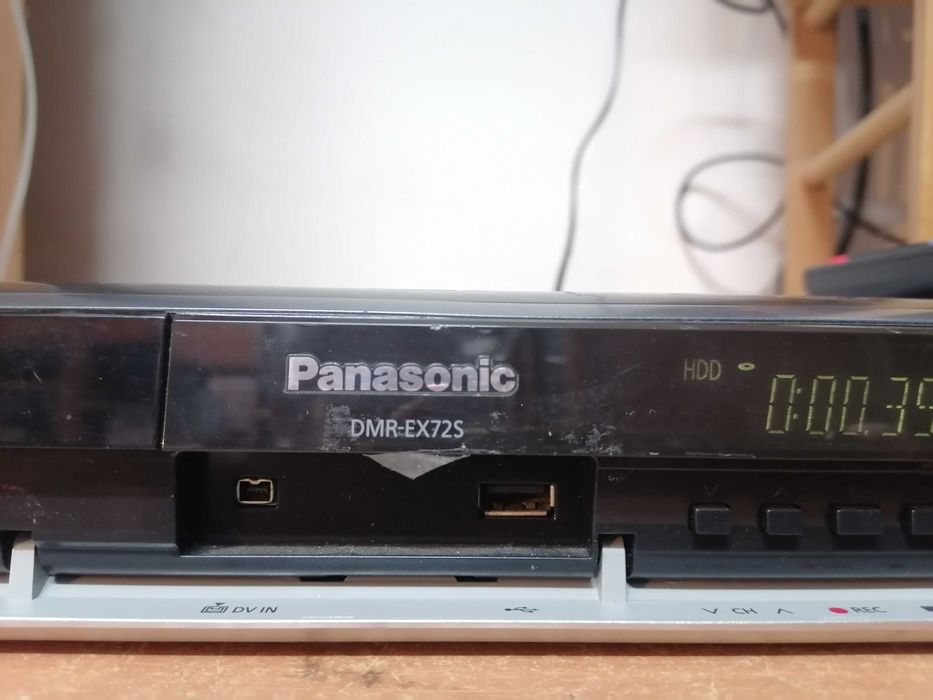 Panasonic
DMR-EX72S
HDD
0:00.39
DV IN
CH
REC